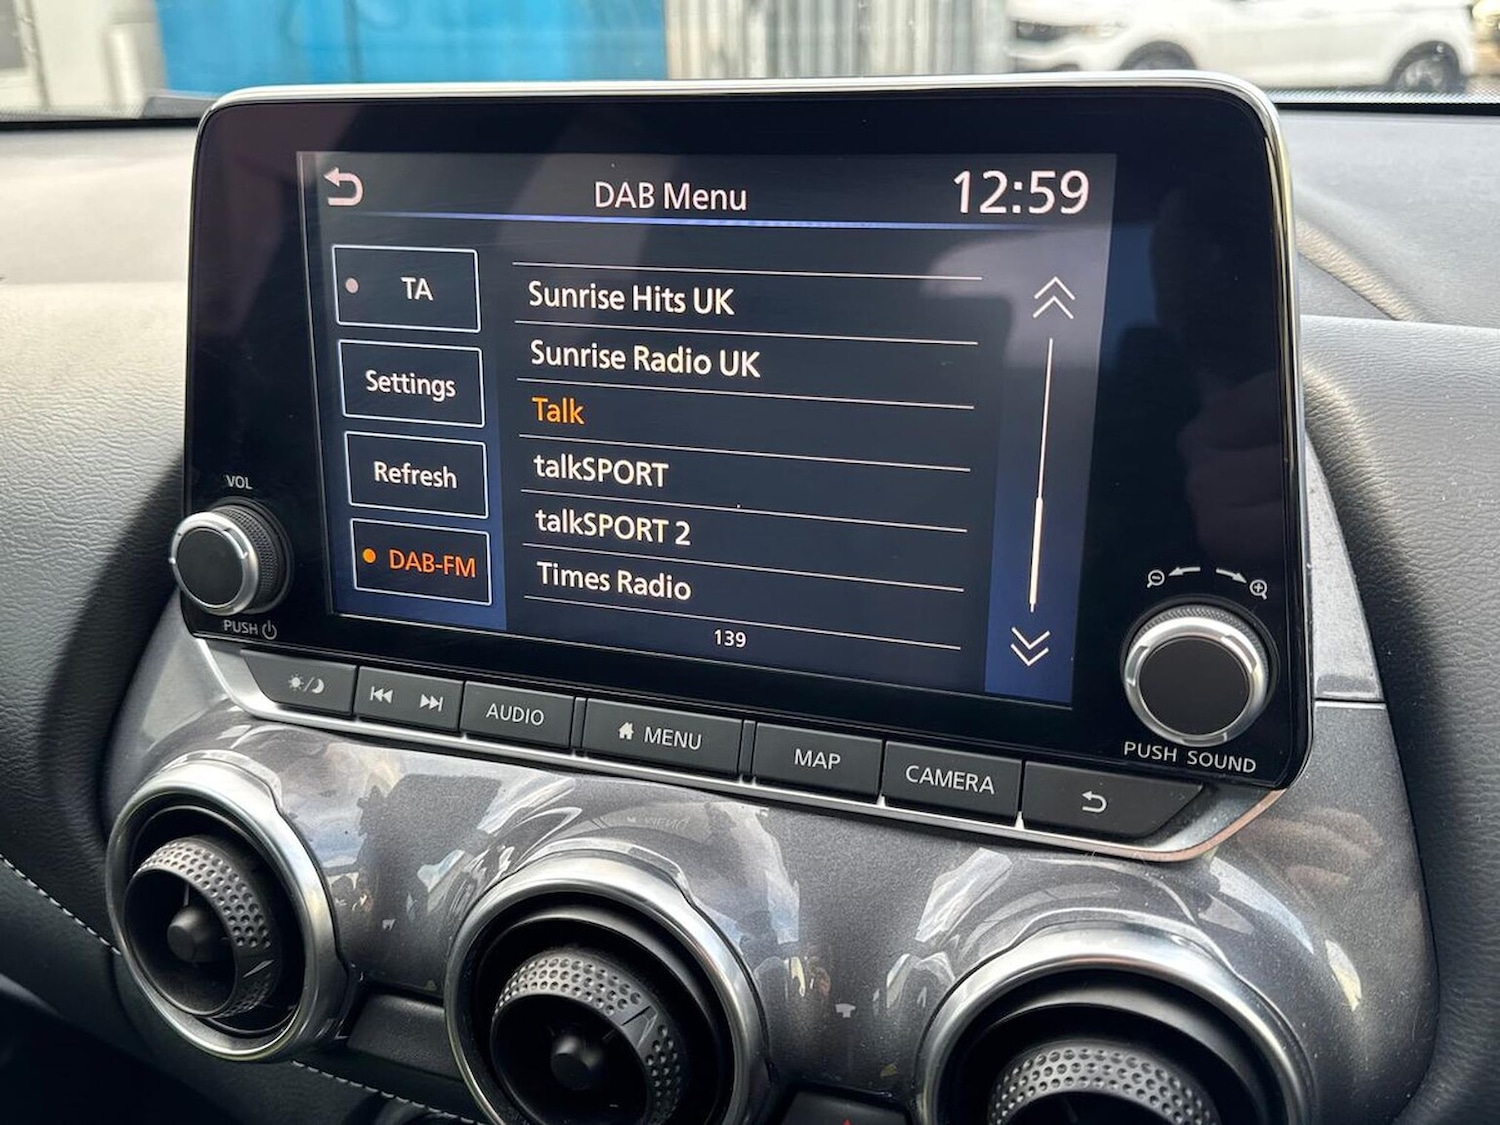 DAB Menu
12:59
TA
Settings
Refresh
DAB-FM
Sunrise Hits UK
Sunrise Radio UK
Talk
talkSPORT
talkSPORT 2
Times Radio
139
VOL
PUSH
PUSH SOUND
AUDIO
MENU
MAP
CAMERA